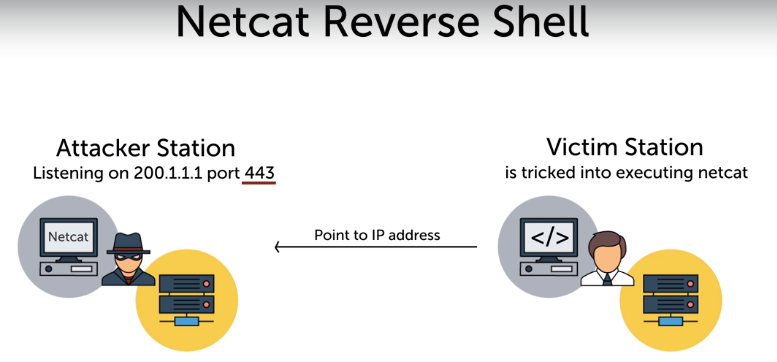 Netcat Reverse Shell
Attacker Station
Listening on 200.1.1.1 port 443
Victim Station
is tricked into executing netcat
Netcat
Point to IP address
</>